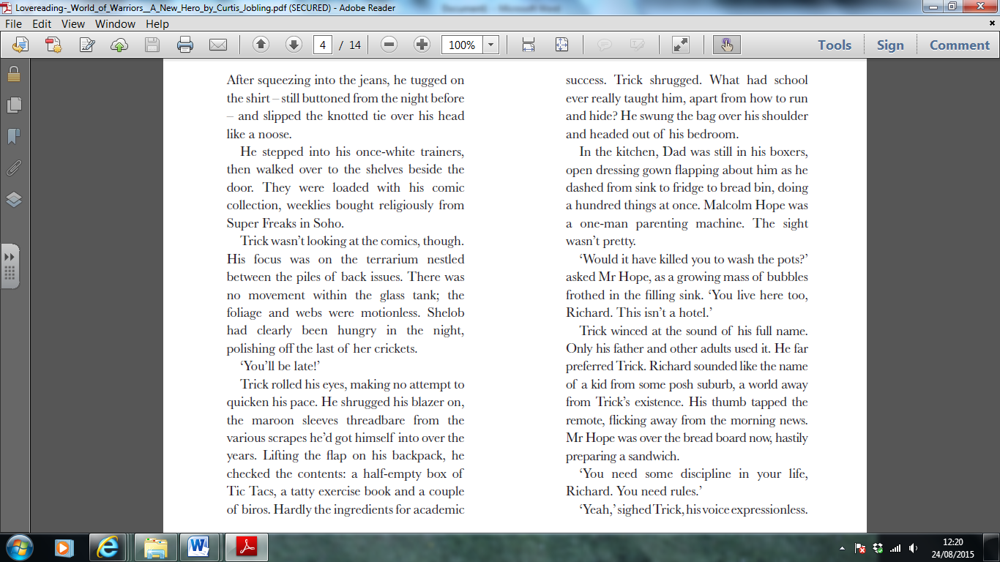 Lovereading-_World_of_Warriors__A_New_Hero_by_Curtis_Jobling.pdf (SECURED) - Adobe Reader
File Edit View Window Help
4 / 14 100% Tools Sign Comment
After squeezing into the jeans, he tugged on
the shirt – still buttoned from the night before
– and slipped the knotted tie over his head
like a noose.
He stepped into his once-white trainers,
then walked over to the shelves beside the
door. They were loaded with his comic
collection, weeklies bought religiously from
Super Freaks in Soho.
Trick wasn’t looking at the comics, though.
His focus was on the terrarium nestled
between the piles of back issues. There was
no movement within the glass tank; the
foliage and webs were motionless. Shelob
had clearly been hungry in the night,
polishing off the last of her crickets.
‘You’ll be late!’
Trick rolled his eyes, making no attempt to
quicken his pace. He shrugged his blazer on,
the maroon sleeves threadbare from the
various scrapes he’d got himself into over the
years. Lifting the flap on his backpack, he
checked the contents: a half-empty box of
Tic Tacs, a tatty exercise book and a couple
of biros. Hardly the ingredients for academic
success. Trick shrugged. What had school
ever really taught him, apart from how to run
and hide? He swung the bag over his shoulder
and headed out of his bedroom.
In the kitchen, Dad was still in his boxers,
open dressing gown flapping about him as he
dashed from sink to fridge to bread bin, doing
a hundred things at once. Malcolm Hope was
a one-man parenting machine. The sight
wasn’t pretty.
‘Would it have killed you to wash the pots?’
asked Mr Hope, as a growing mass of bubbles
frothed in the filling sink. ‘You live here too,
Richard. This isn’t a hotel.’
Trick winced at the sound of his full name.
Only his father and other adults used it. He far
preferred Trick. Richard sounded like the name
of a kid from some posh suburb, a world away
from Trick’s existence. His thumb tapped the
remote, flicking away from the morning news.
Mr Hope was over the bread board now, hastily
preparing a sandwich.
‘You need some discipline in your life,
Richard. You need rules.’
‘Yeah,’ sighed Trick, his voice expressionless.
12:20
24/08/2015